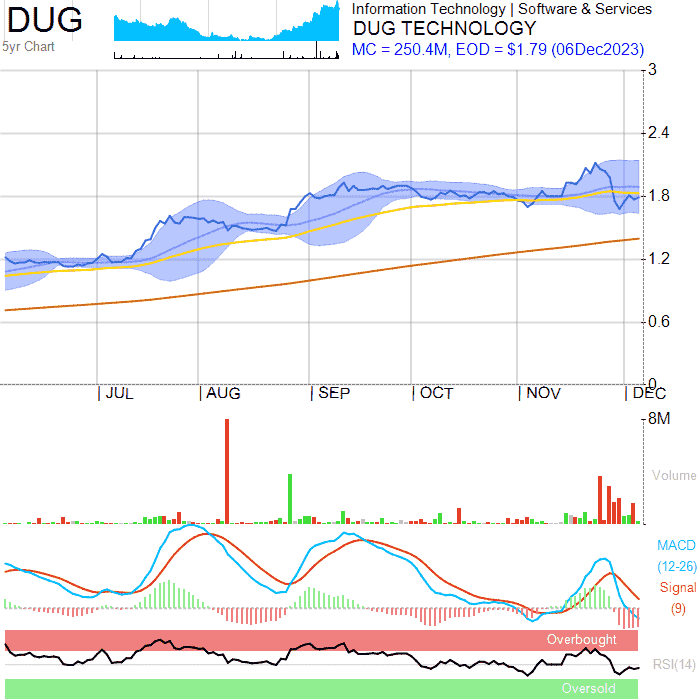 DUG
5yr Chart
Information Technology | Software & Services
DUG TECHNOLOGY
MC = 250.4M, EOD = $1.79 (06Dec2023)
3
2.4
1.8
1.2
0.6
0
JUL AUG SEP OCT NOV DEC
8M
Volume
MACD
(12-26)
Signal
(9)
Overbought
RSI(14)
Oversold